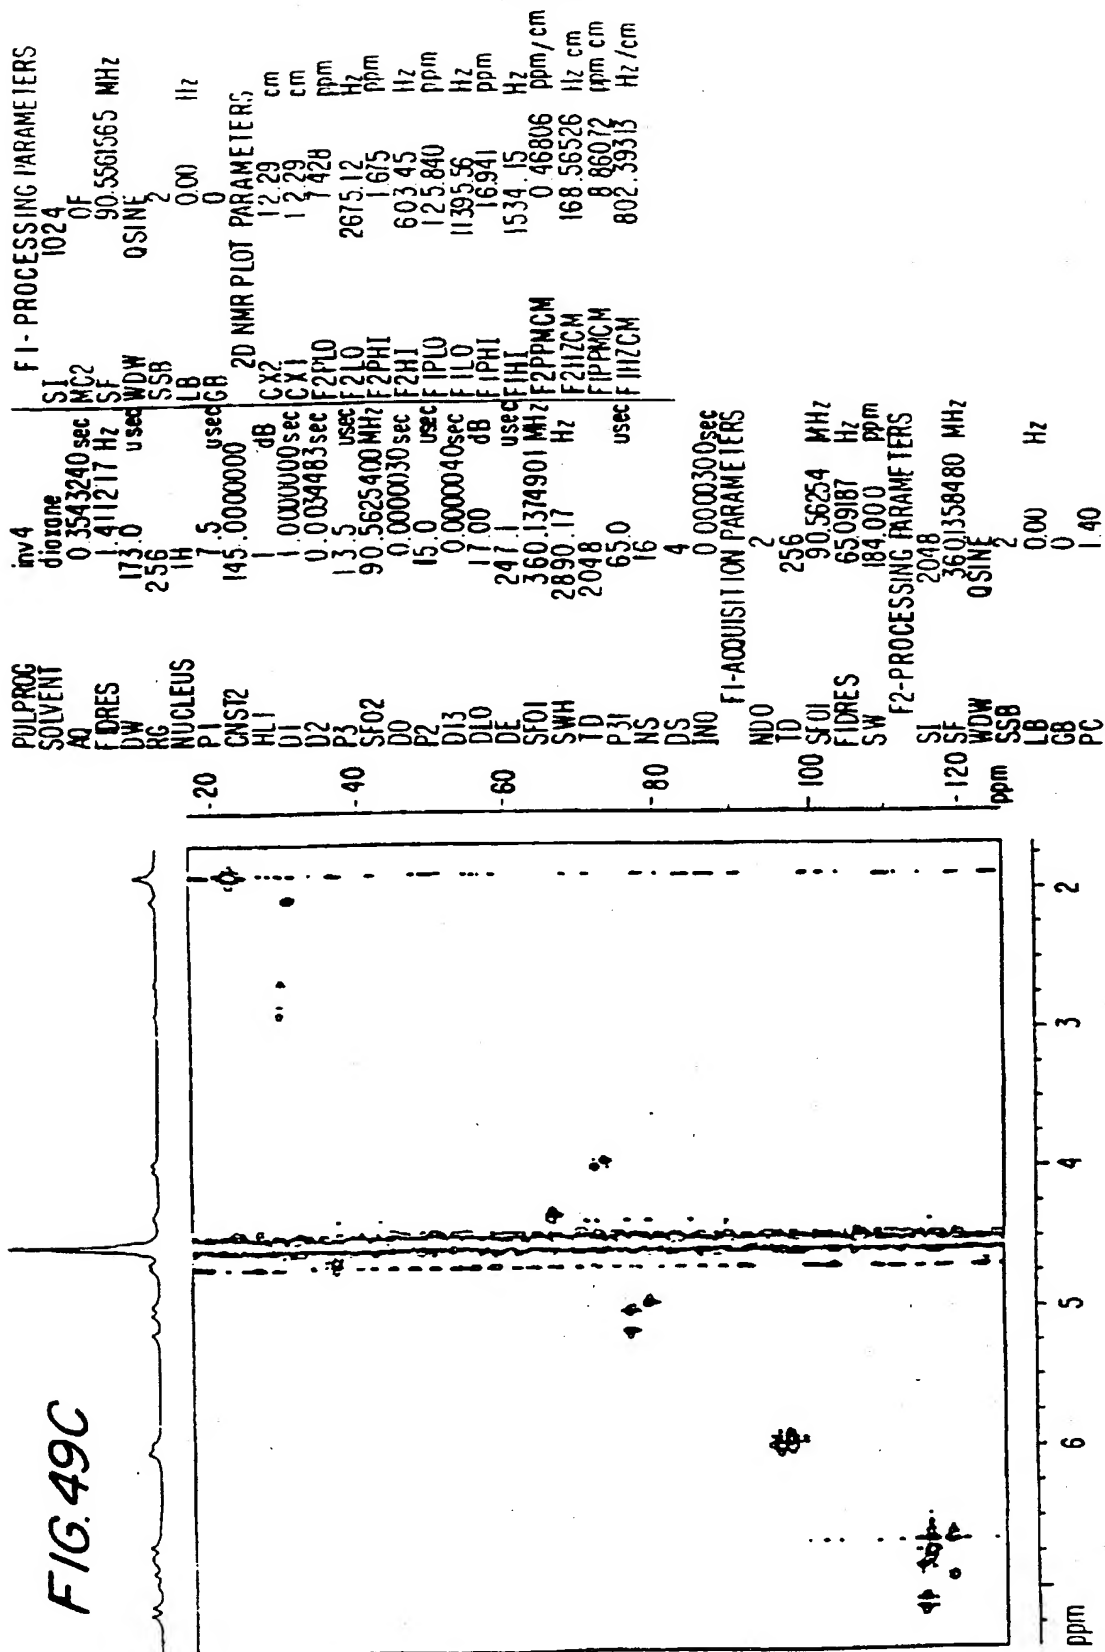 FIG. 49C
-20
-40
-60
-80
-100
-120
ppm
2
3
4
5
6
ppm
PULPROG inv4
SOLVENT dioxane
AQ 0.3543240 sec
FIDRES 1.411217 Hz
DW 173.0 usec
RG 256
NUCLEUS 1H
P1 7.5 usec
CNST2 145.0000000
HL1 1 dB
D1 1.0000000 sec
D2 0.0034483 sec
P3 13.5 usec
SFO2 90.5625400 MHz
D0 0.0000030 sec
P2 15.0 usec
D13 0.0000040 sec
DL0 17.00 dB
DE 247.1 usec
SFO1 360.1374901 MHz
SWH 2890.17 Hz
TD 2048
P31 65.0 usec
NS 16
DS 4
IN0 0.0000300 sec
F1-ACQUISITION PARAMETERS
ND0 2
TD 256
SFO1 90.56254 MHz
FIDRES 65.09187 Hz
SW 184.000 ppm
F2-PROCESSING PARAMETERS
SI 2048
SF 360.1358480 MHz
WDW QSINE
SSB 2
LB 0.00 Hz
GB 0
PC 1.40
F1-PROCESSING PARAMETERS
SI 1024
MC2 QF
SF 90.5561565 MHz
WDW QSINE
SSB 2
LB 0.00 Hz
GB 0
2D NMR PLOT PARAMETERS
CX2 12.29 cm
CX1 12.29 cm
F2PLO 7.428 ppm
F2LO 2675.12 Hz
F2PHI 1.675 ppm
F2HI 603.45 Hz
F1PLO 125.840 ppm
F1LO 11395.56 Hz
F1PHI 16.941 ppm
F1HI 1534.15 Hz
F2PPMCM 0.46806 ppm/cm
F2HZCM 168.56526 Hz cm
F1PPMCM 8.86072 ppm cm
F1HZCM 802.39313 Hz/cm